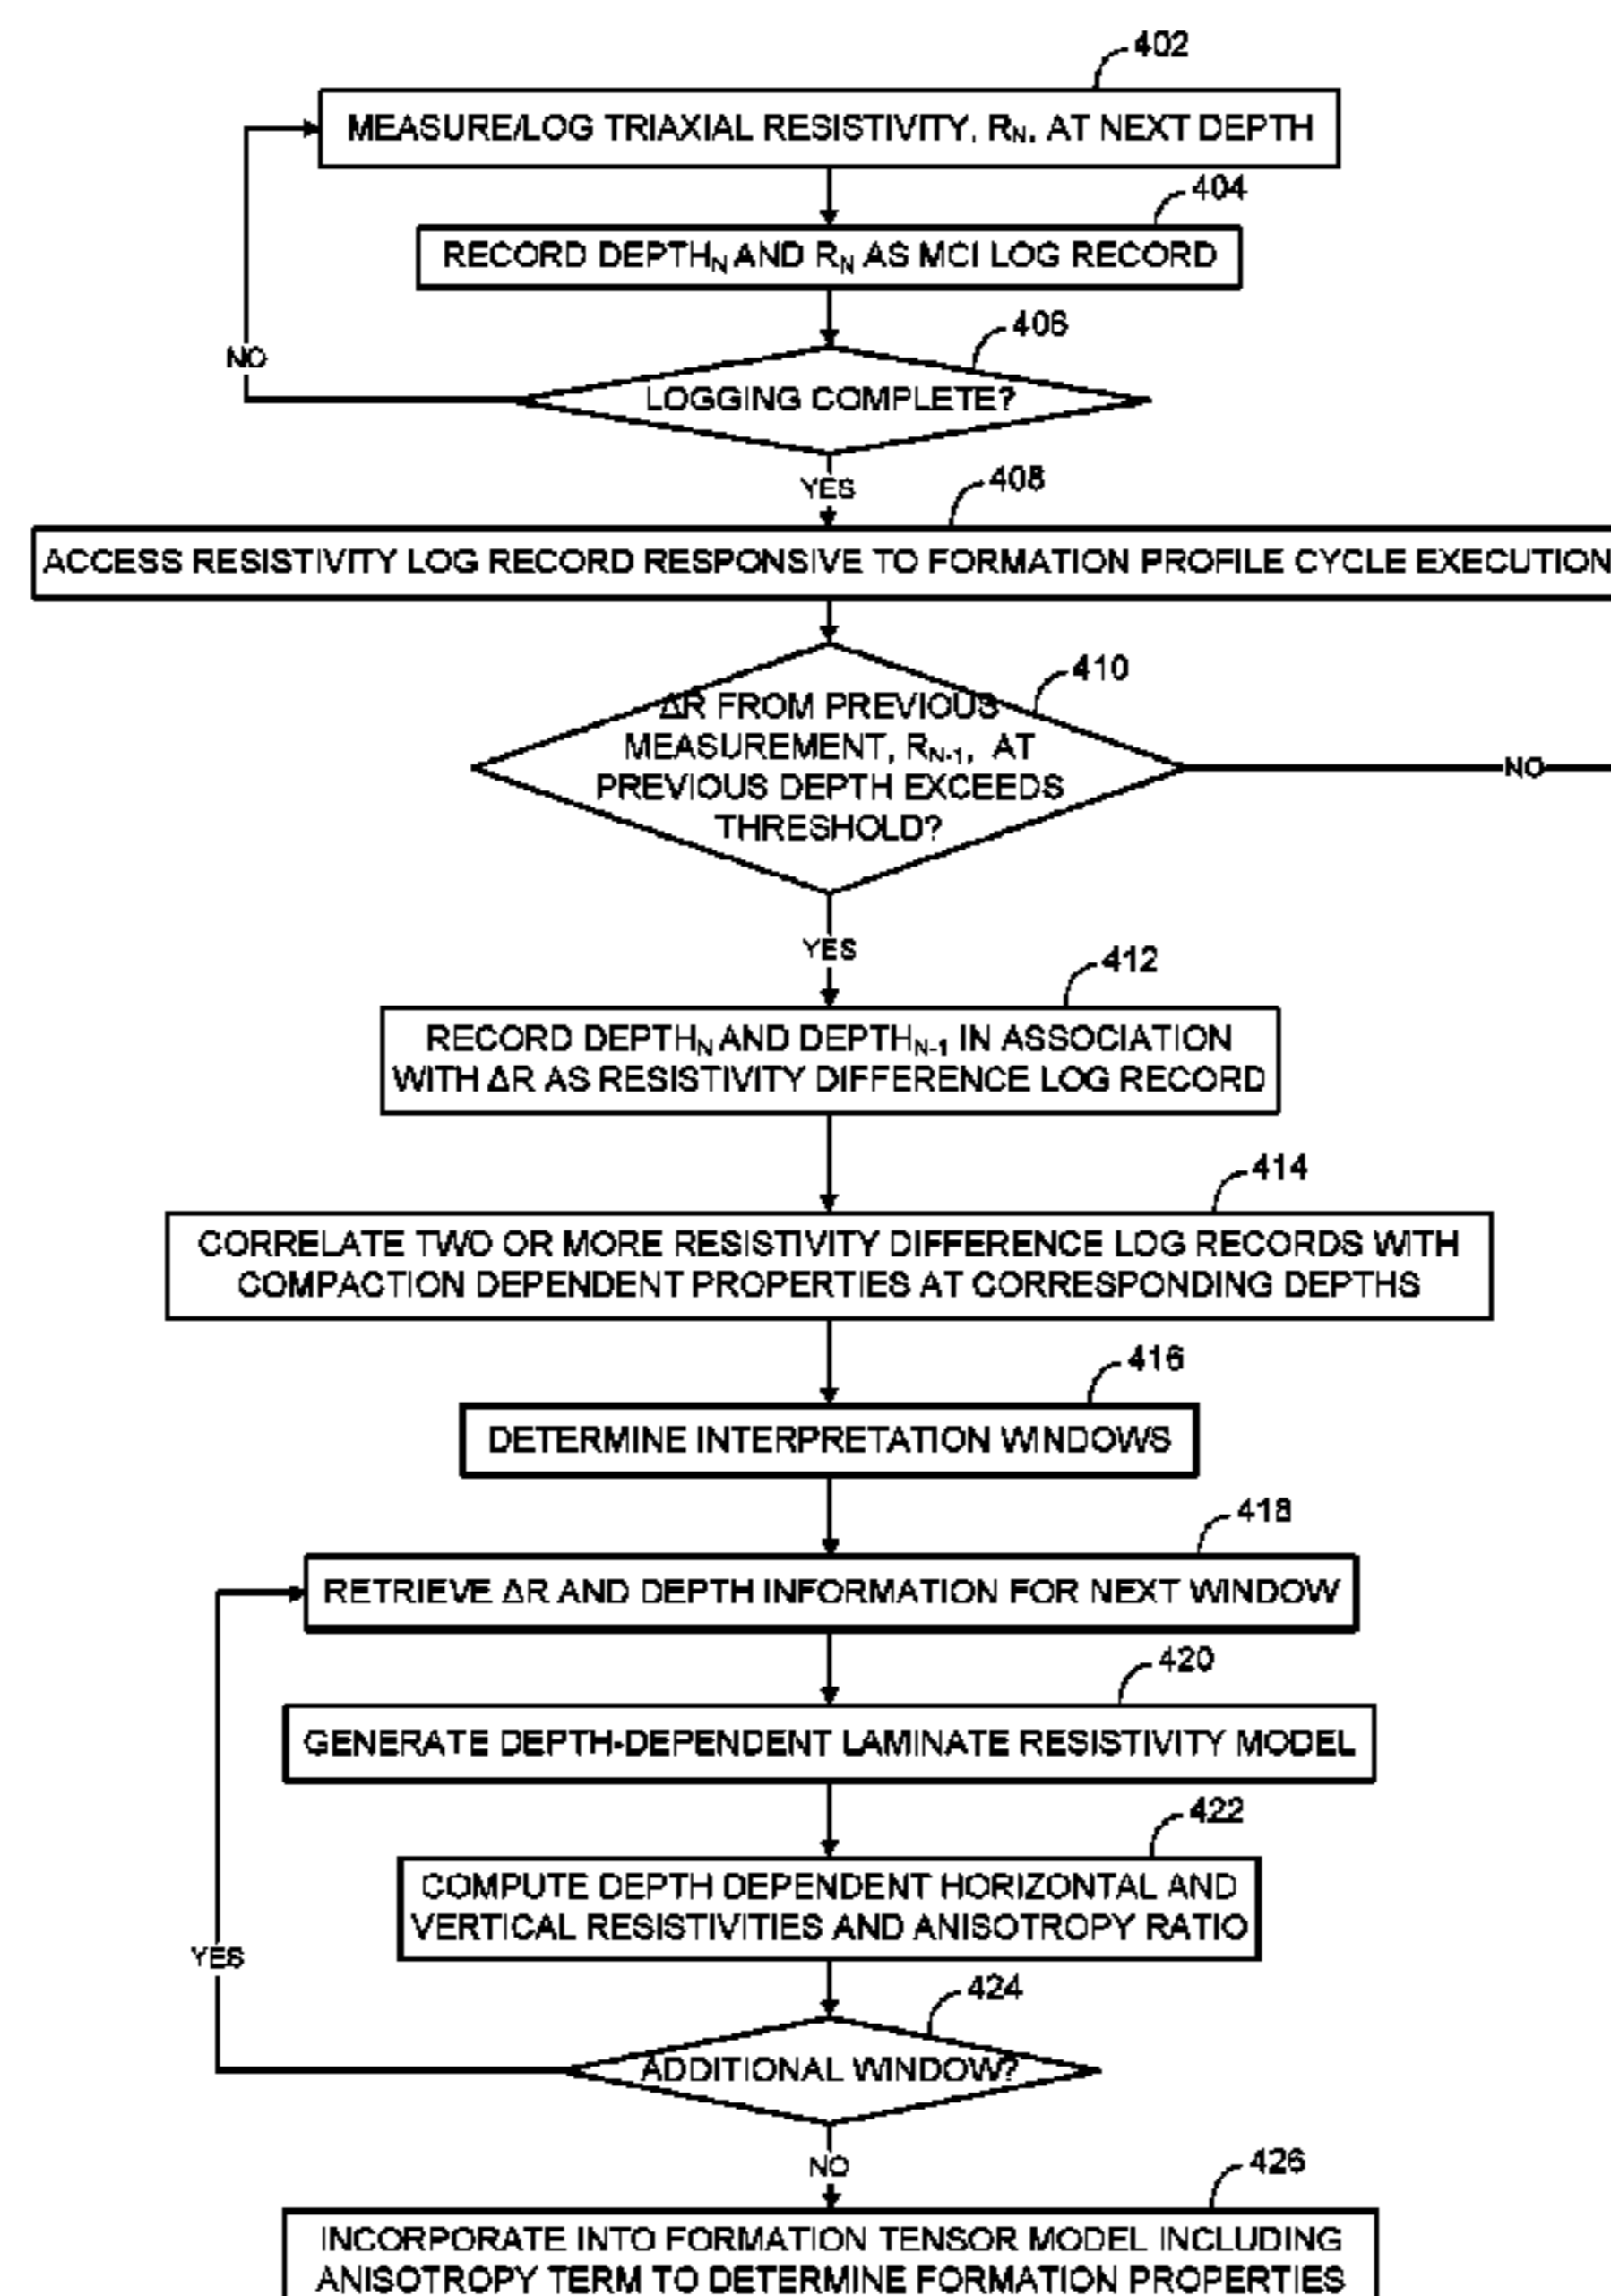 402
MEASURE/LOG TRIAXIAL RESISTIVITY, RN, AT NEXT DEPTH
404
RECORD DEPTHN AND RN AS MCI LOG RECORD
406
LOGGING COMPLETE?
NO
YES
408
ACCESS RESISTIVITY LOG RECORD RESPONSIVE TO FORMATION PROFILE CYCLE EXECUTION
410
ΔR FROM PREVIOUS
MEASUREMENT, RN-1, AT
PREVIOUS DEPTH EXCEEDS
THRESHOLD?
NO
YES
412
RECORD DEPTHN AND DEPTHN-1 IN ASSOCIATION
WITH ΔR AS RESISTIVITY DIFFERENCE LOG RECORD
414
CORRELATE TWO OR MORE RESISTIVITY DIFFERENCE LOG RECORDS WITH
COMPACTION DEPENDENT PROPERTIES AT CORRESPONDING DEPTHS
416
DETERMINE INTERPRETATION WINDOWS
418
RETRIEVE ΔR AND DEPTH INFORMATION FOR NEXT WINDOW
420
GENERATE DEPTH-DEPENDENT LAMINATE RESISTIVITY MODEL
422
COMPUTE DEPTH DEPENDENT HORIZONTAL AND
VERTICAL RESISTIVITIES AND ANISOTROPY RATIO
YES
424
ADDITIONAL WINDOW?
NO
426
INCORPORATE INTO FORMATION TENSOR MODEL INCLUDING
ANISOTROPY TERM TO DETERMINE FORMATION PROPERTIES